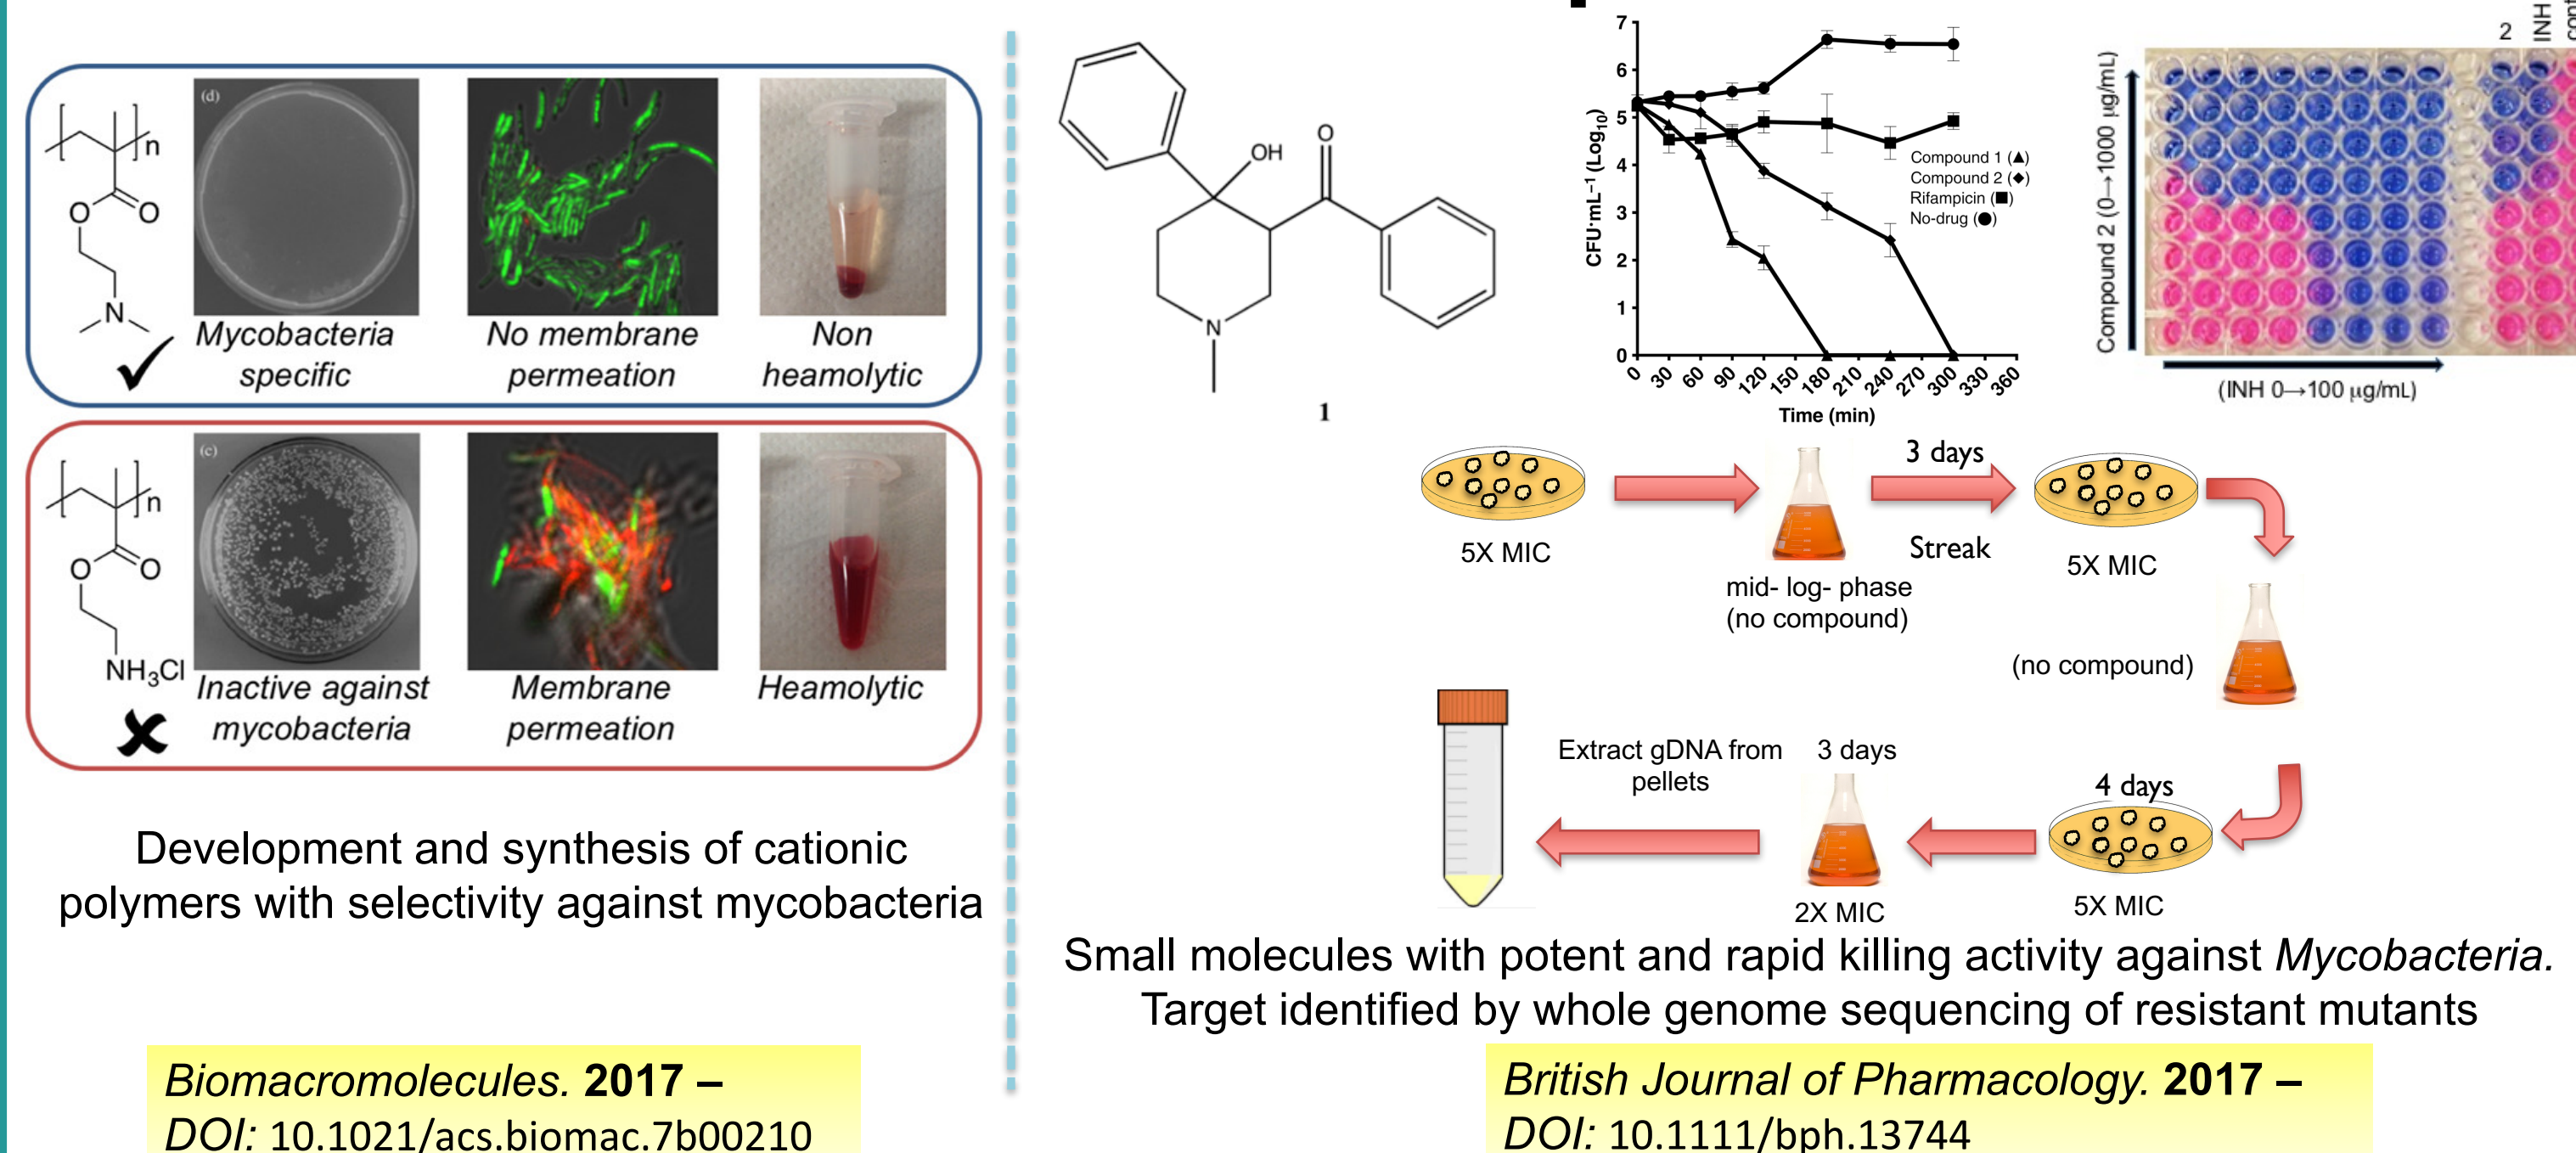 (d)
[ ]n
O
O
N
Mycobacteria
specific
No membrane
permeation
Non
heamolytic
(c)
[ ]n
O
O
NH3Cl
Inactive against
mycobacteria
Membrane
permeation
Heamolytic
Development and synthesis of cationic
polymers with selectivity against mycobacteria
Biomacromolecules. 2017 –
DOI: 10.1021/acs.biomac.7b00210
OH
O
N
1
CFU·mL⁻¹ (Log₁₀)
7
6
5
4
3
2
1
0
0 30 60 90 120 150 180 210 240 270 300 330 360
Time (min)
Compound 1 (▲)
Compound 2 (◆)
Rifampicin (■)
No-drug (●)
Compound 2 (0→1000 µg/mL)
2
INH
(INH 0→100 µg/mL)
5X MIC
mid- log- phase
(no compound)
3 days
Streak
5X MIC
(no compound)
4 days
5X MIC
3 days
2X MIC
Extract gDNA from
pellets
Small molecules with potent and rapid killing activity against Mycobacteria.
Target identified by whole genome sequencing of resistant mutants
British Journal of Pharmacology. 2017 –
DOI: 10.1111/bph.13744